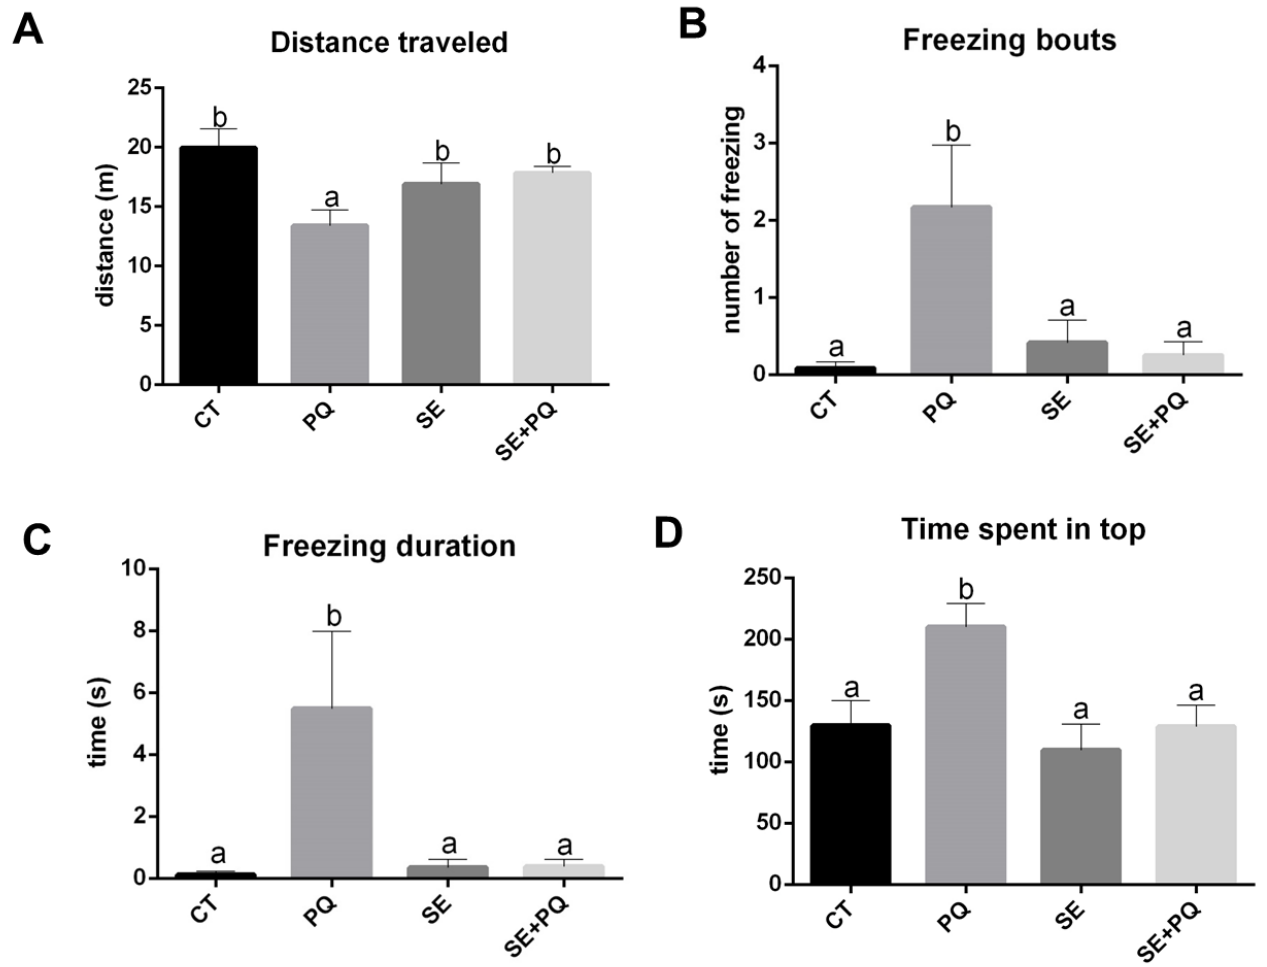 A
Distance traveled
distance (m)
25
20
15
10
5
0
b
a
b
b
CT
PQ
SE
SE+PQ
B
Freezing bouts
number of freezing
4
3
2
1
0
a
b
a
a
CT
PQ
SE
SE+PQ
C
Freezing duration
time (s)
10
8
6
4
2
0
a
b
a
a
CT
PQ
SE
SE+PQ
D
Time spent in top
time (s)
250
200
150
100
50
0
a
b
a
a
CT
PQ
SE
SE+PQ